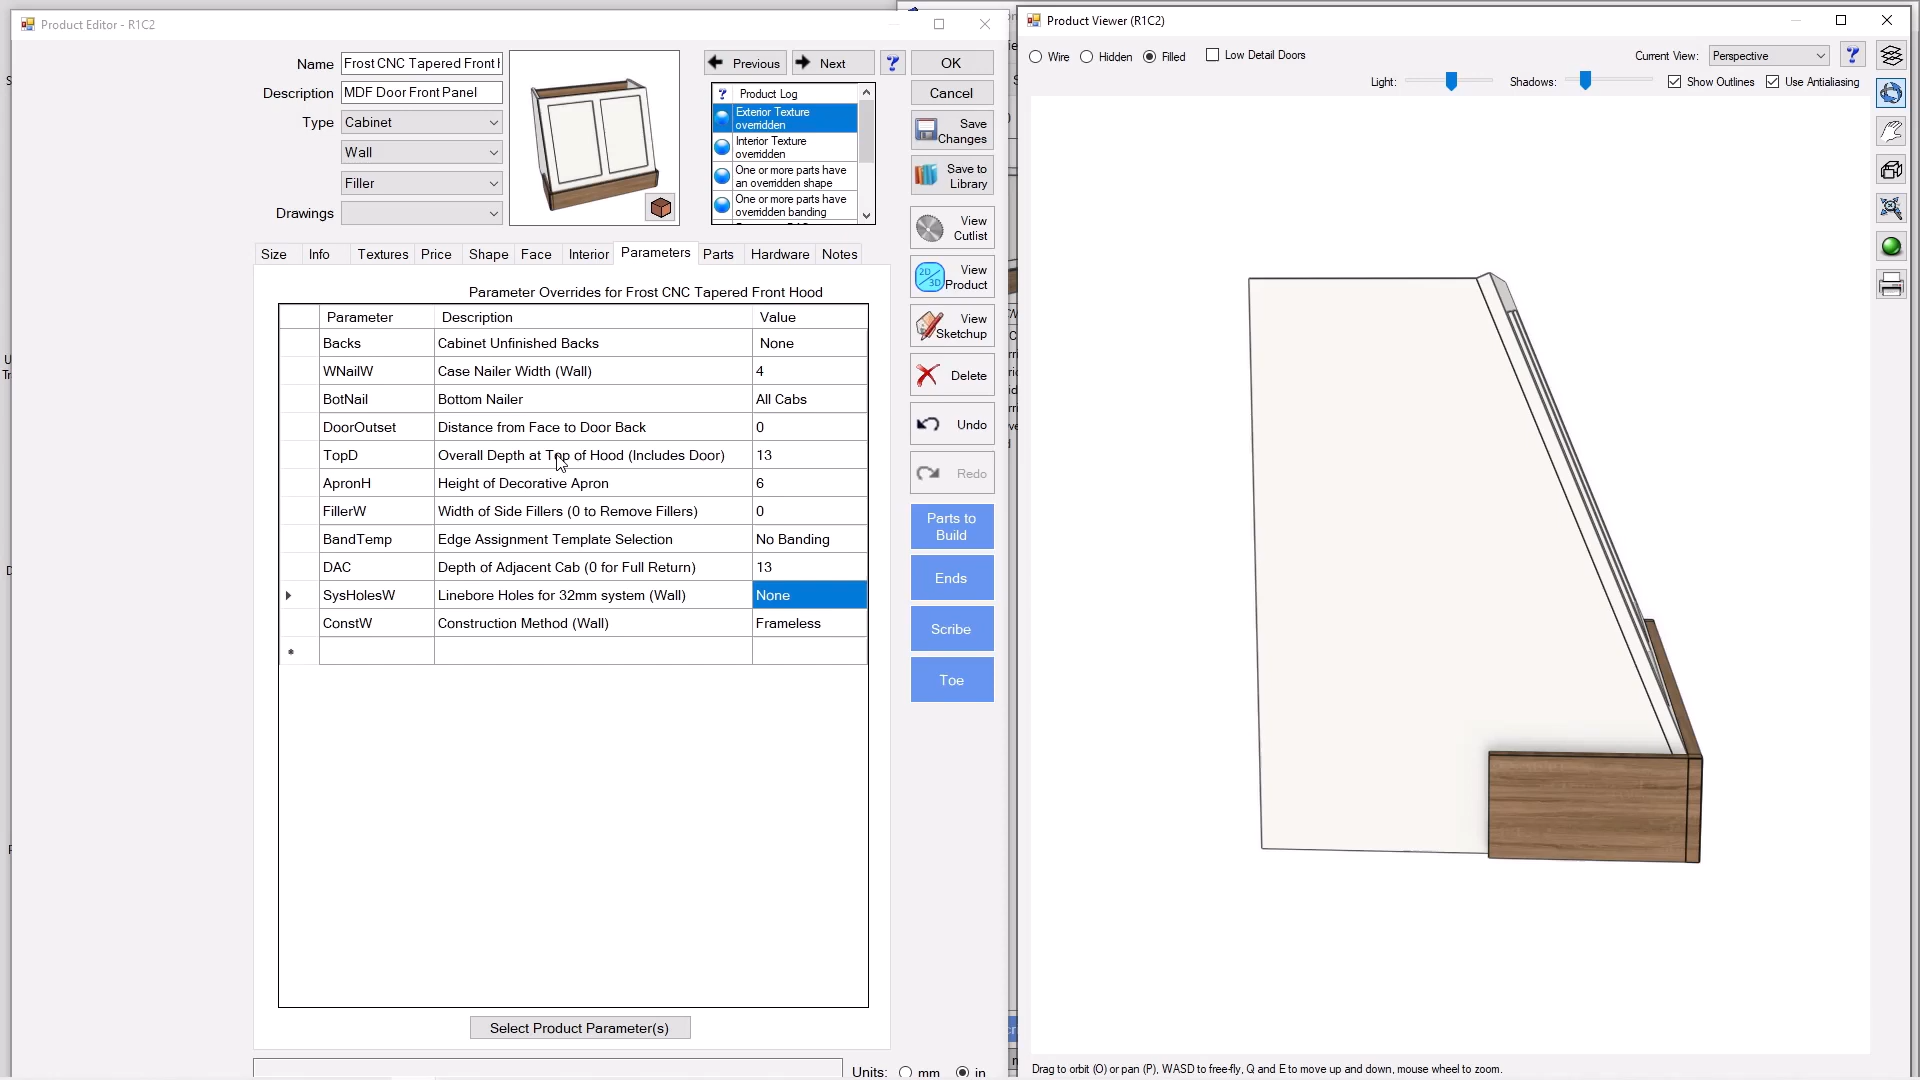 Product Editor - R1C2
Name
Frost CNC Tapered Front H
Description
MDF Door Front Panel
Type
Cabinet
Wall
Filler
Drawings
Previous
Next
?
OK
? Product Log
Exterior Texture
overridden
Interior Texture
overridden
One or more parts have
an overridden shape
One or more parts have
overridden banding
Cancel
Save
Changes
Save to
Library
View
Cutlist
2D/3D
View
Product
View
Sketchup
Delete
Undo
Redo
Parts to
Build
Ends
Scribe
Toe
Size Info Textures Price Shape Face Interior Parameters Parts Hardware Notes
Parameter Overrides for Frost CNC Tapered Front Hood
Parameter Description Value
Backs Cabinet Unfinished Backs None
WNailW Case Nailer Width (Wall) 4
BotNail Bottom Nailer All Cabs
DoorOutset Distance from Face to Door Back 0
TopD Overall Depth at Top of Hood (Includes Door) 13
ApronH Height of Decorative Apron 6
FillerW Width of Side Fillers (0 to Remove Fillers) 0
BandTemp Edge Assignment Template Selection No Banding
DAC Depth of Adjacent Cab (0 for Full Return) 13
SysHolesW Linebore Holes for 32mm system (Wall) None
ConstW Construction Method (Wall) Frameless
*
Select Product Parameter(s)
Units: mm in
Product Viewer (R1C2)
Wire Hidden Filled Low Detail Doors
Current View: Perspective ?
Light: Shadows: Show Outlines Use Antialiasing
Drag to orbit (O) or pan (P), WASD to free-fly, Q and E to move up and down, mouse wheel to zoom.